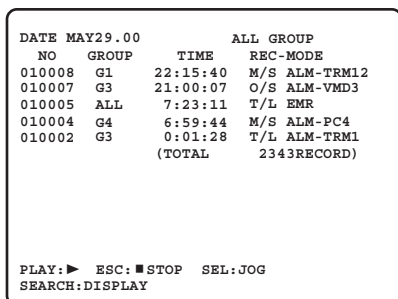 DATE MAY29.00 ALL GROUP
NO GROUP TIME REC-MODE
010008 G1 22:15:40 M/S ALM-TRM12
010007 G3 21:00:07 O/S ALM-VMD3
010005 ALL 7:23:11 T/L EMR
010004 G4 6:59:44 M/S ALM-PC4
010002 G3 0:01:28 T/L ALM-TRM1
(TOTAL 2343RECORD)
PLAY:▶ ESC:■STOP SEL:JOG
SEARCH:DISPLAY